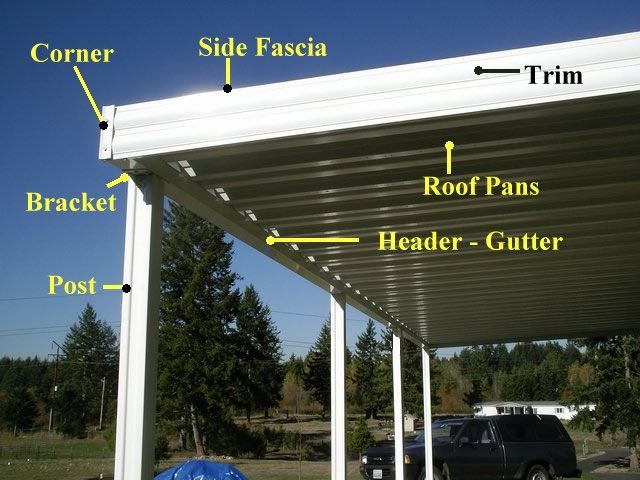 Corner
Side Fascia
Trim
Roof Pans
Bracket
Header - Gutter
Post